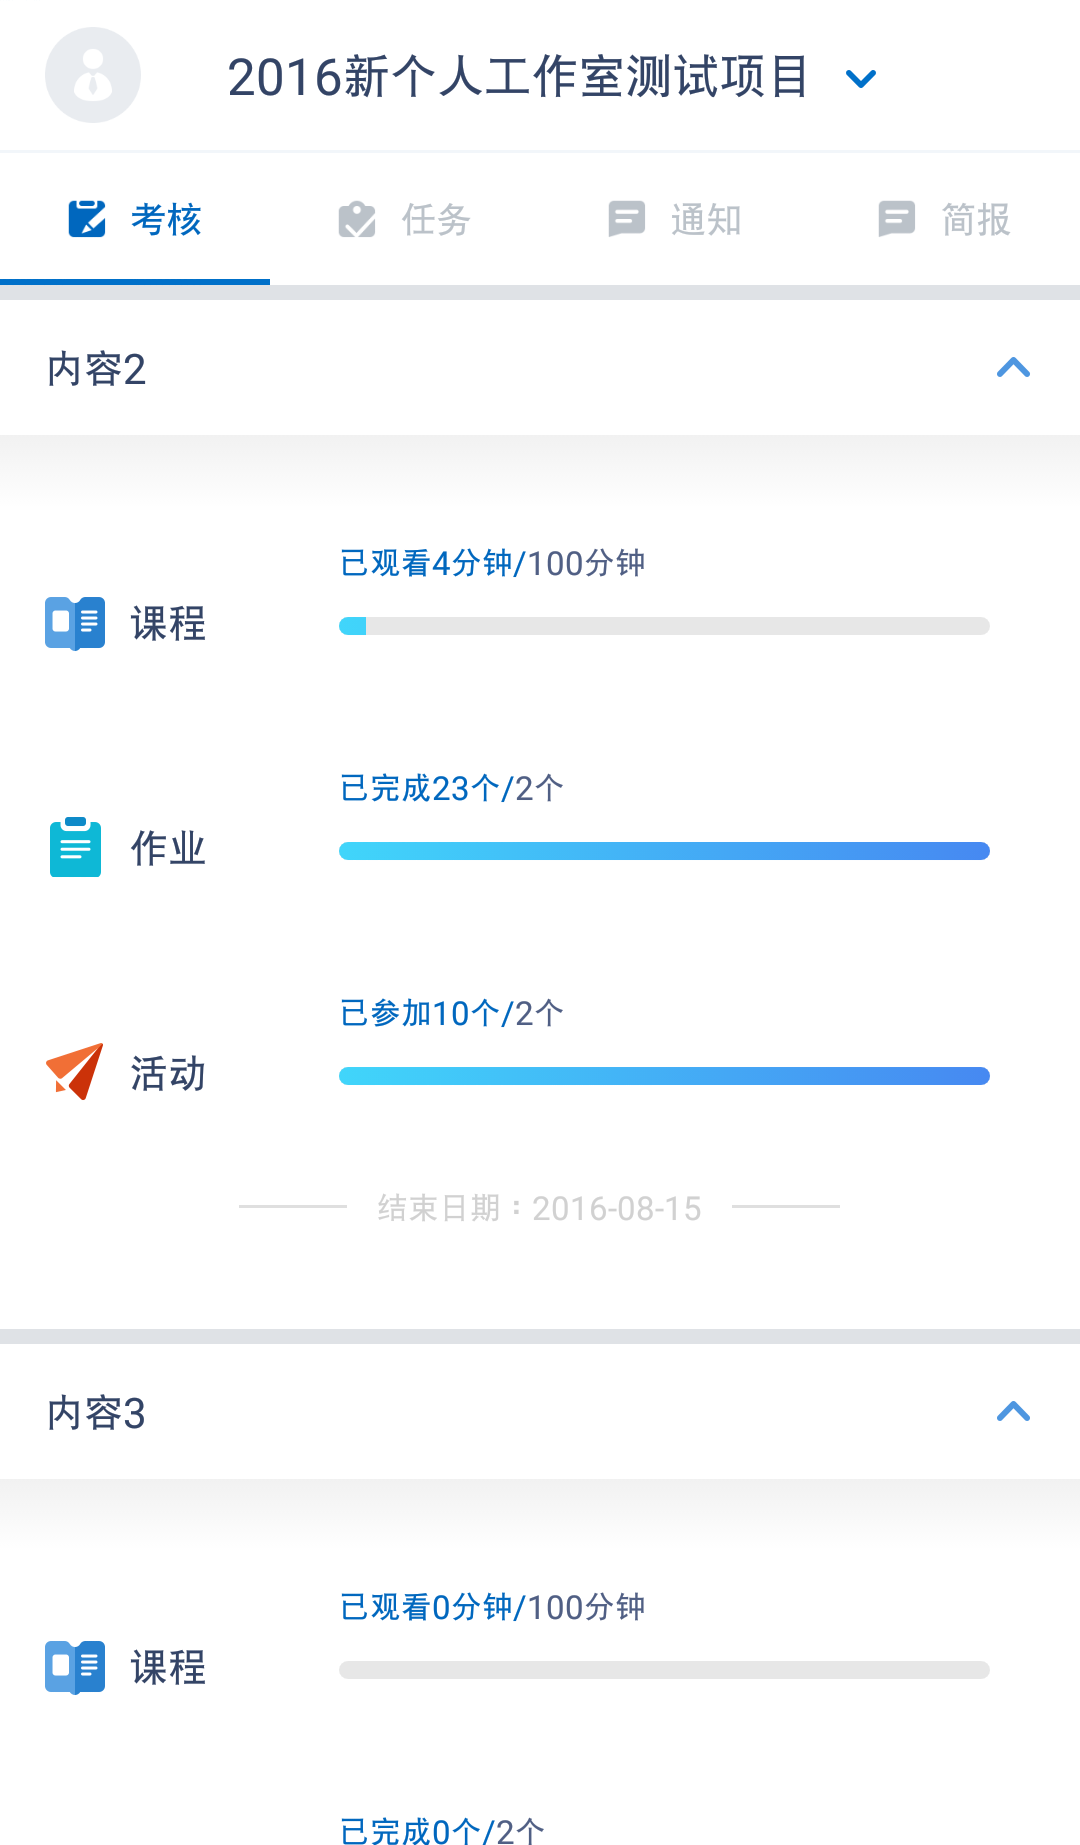 2016新个人工作室测试项目
考核 任务 通知 简报
内容2
已观看4分钟/100分钟
课程
已完成23个/2个
作业
已参加10个/2个
活动
结束日期：2016-08-15
内容3
已观看0分钟/100分钟
课程
已完成0个/2个